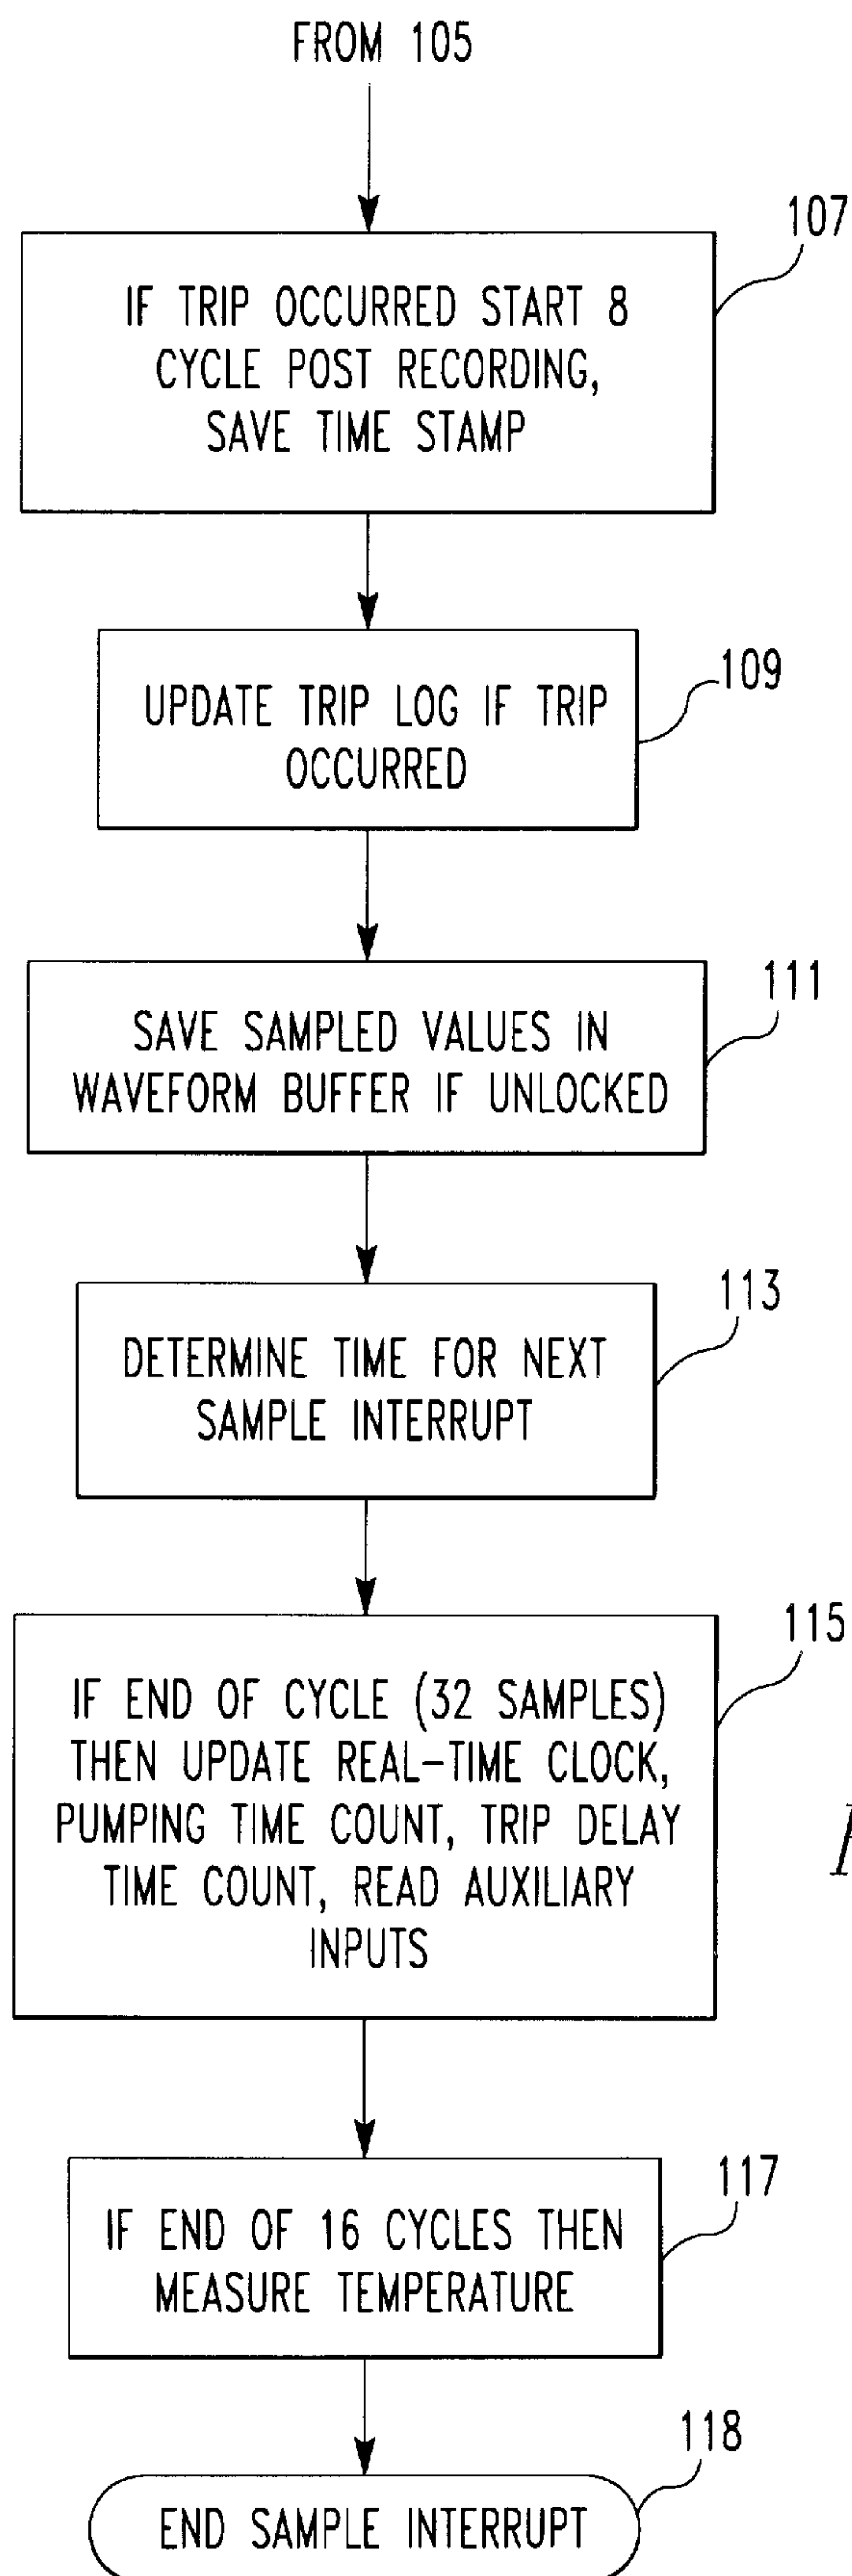 FROM 105
107
IF TRIP OCCURRED START 8
CYCLE POST RECORDING,
SAVE TIME STAMP
109
UPDATE TRIP LOG IF TRIP
OCCURRED
111
SAVE SAMPLED VALUES IN
WAVEFORM BUFFER IF UNLOCKED
113
DETERMINE TIME FOR NEXT
SAMPLE INTERRUPT
115
IF END OF CYCLE (32 SAMPLES)
THEN UPDATE REAL-TIME CLOCK,
PUMPING TIME COUNT, TRIP DELAY
TIME COUNT, READ AUXILIARY
INPUTS
117
IF END OF 16 CYCLES THEN
MEASURE TEMPERATURE
118
END SAMPLE INTERRUPT